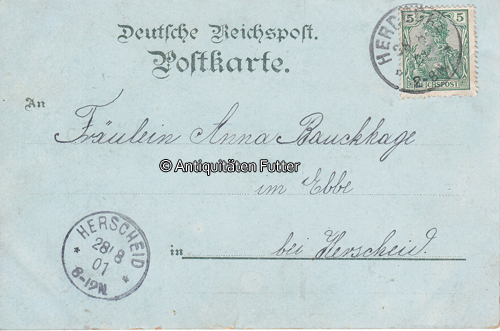 Deutsche Reichspost.
Postkarte.
5 5
REICHSPOST
An
Fräulein Anna Bauckhage
© Antiquitäten Futter
im Ebbe
in bei Herscheid.
HERSCHEID
28/8
01
8-12N.